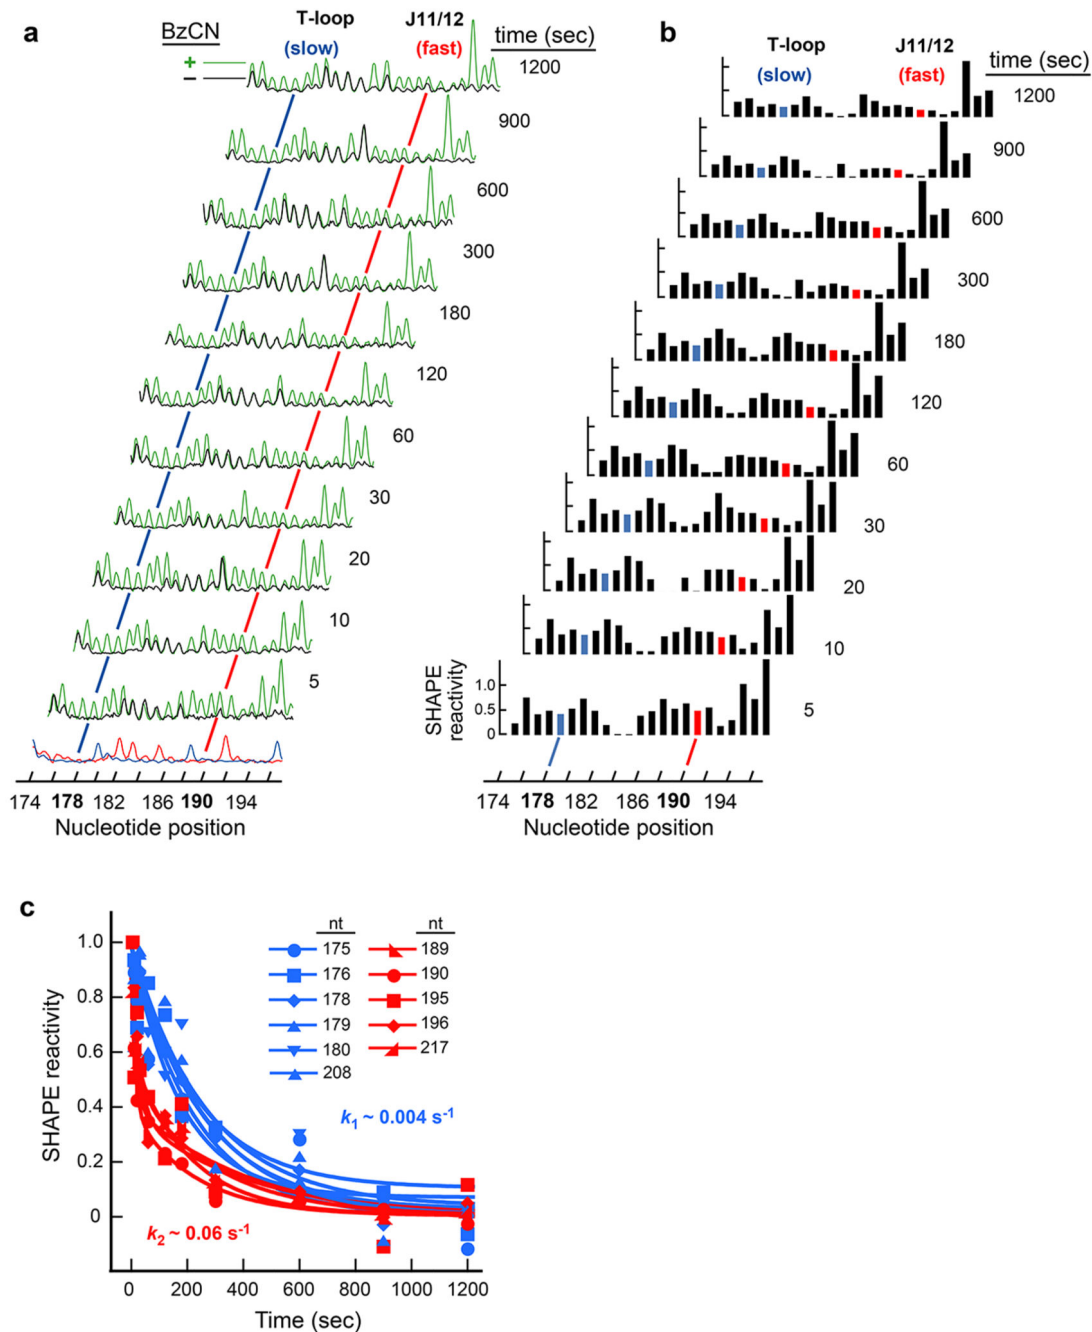 a
BzCN
T-loop
J11/12
(slow)
(fast)
time (sec)
+
−
1200
900
600
300
180
120
60
30
20
10
5
174 178 182 186 190 194
Nucleotide position
b
T-loop
J11/12
(slow)
(fast)
time (sec)
1200
900
600
300
180
120
60
30
20
10
5
SHAPE
reactivity
1.0
0.5
0
174 178 182 186 190 194
Nucleotide position
c
SHAPE reactivity
1.0
0.8
0.6
0.4
0.2
0
nt nt
175 189
176 190
178 195
179 196
180 217
208
k₁ ~ 0.004 s⁻¹
k₂ ~ 0.06 s⁻¹
0 200 400 600 800 1000 1200
Time (sec)